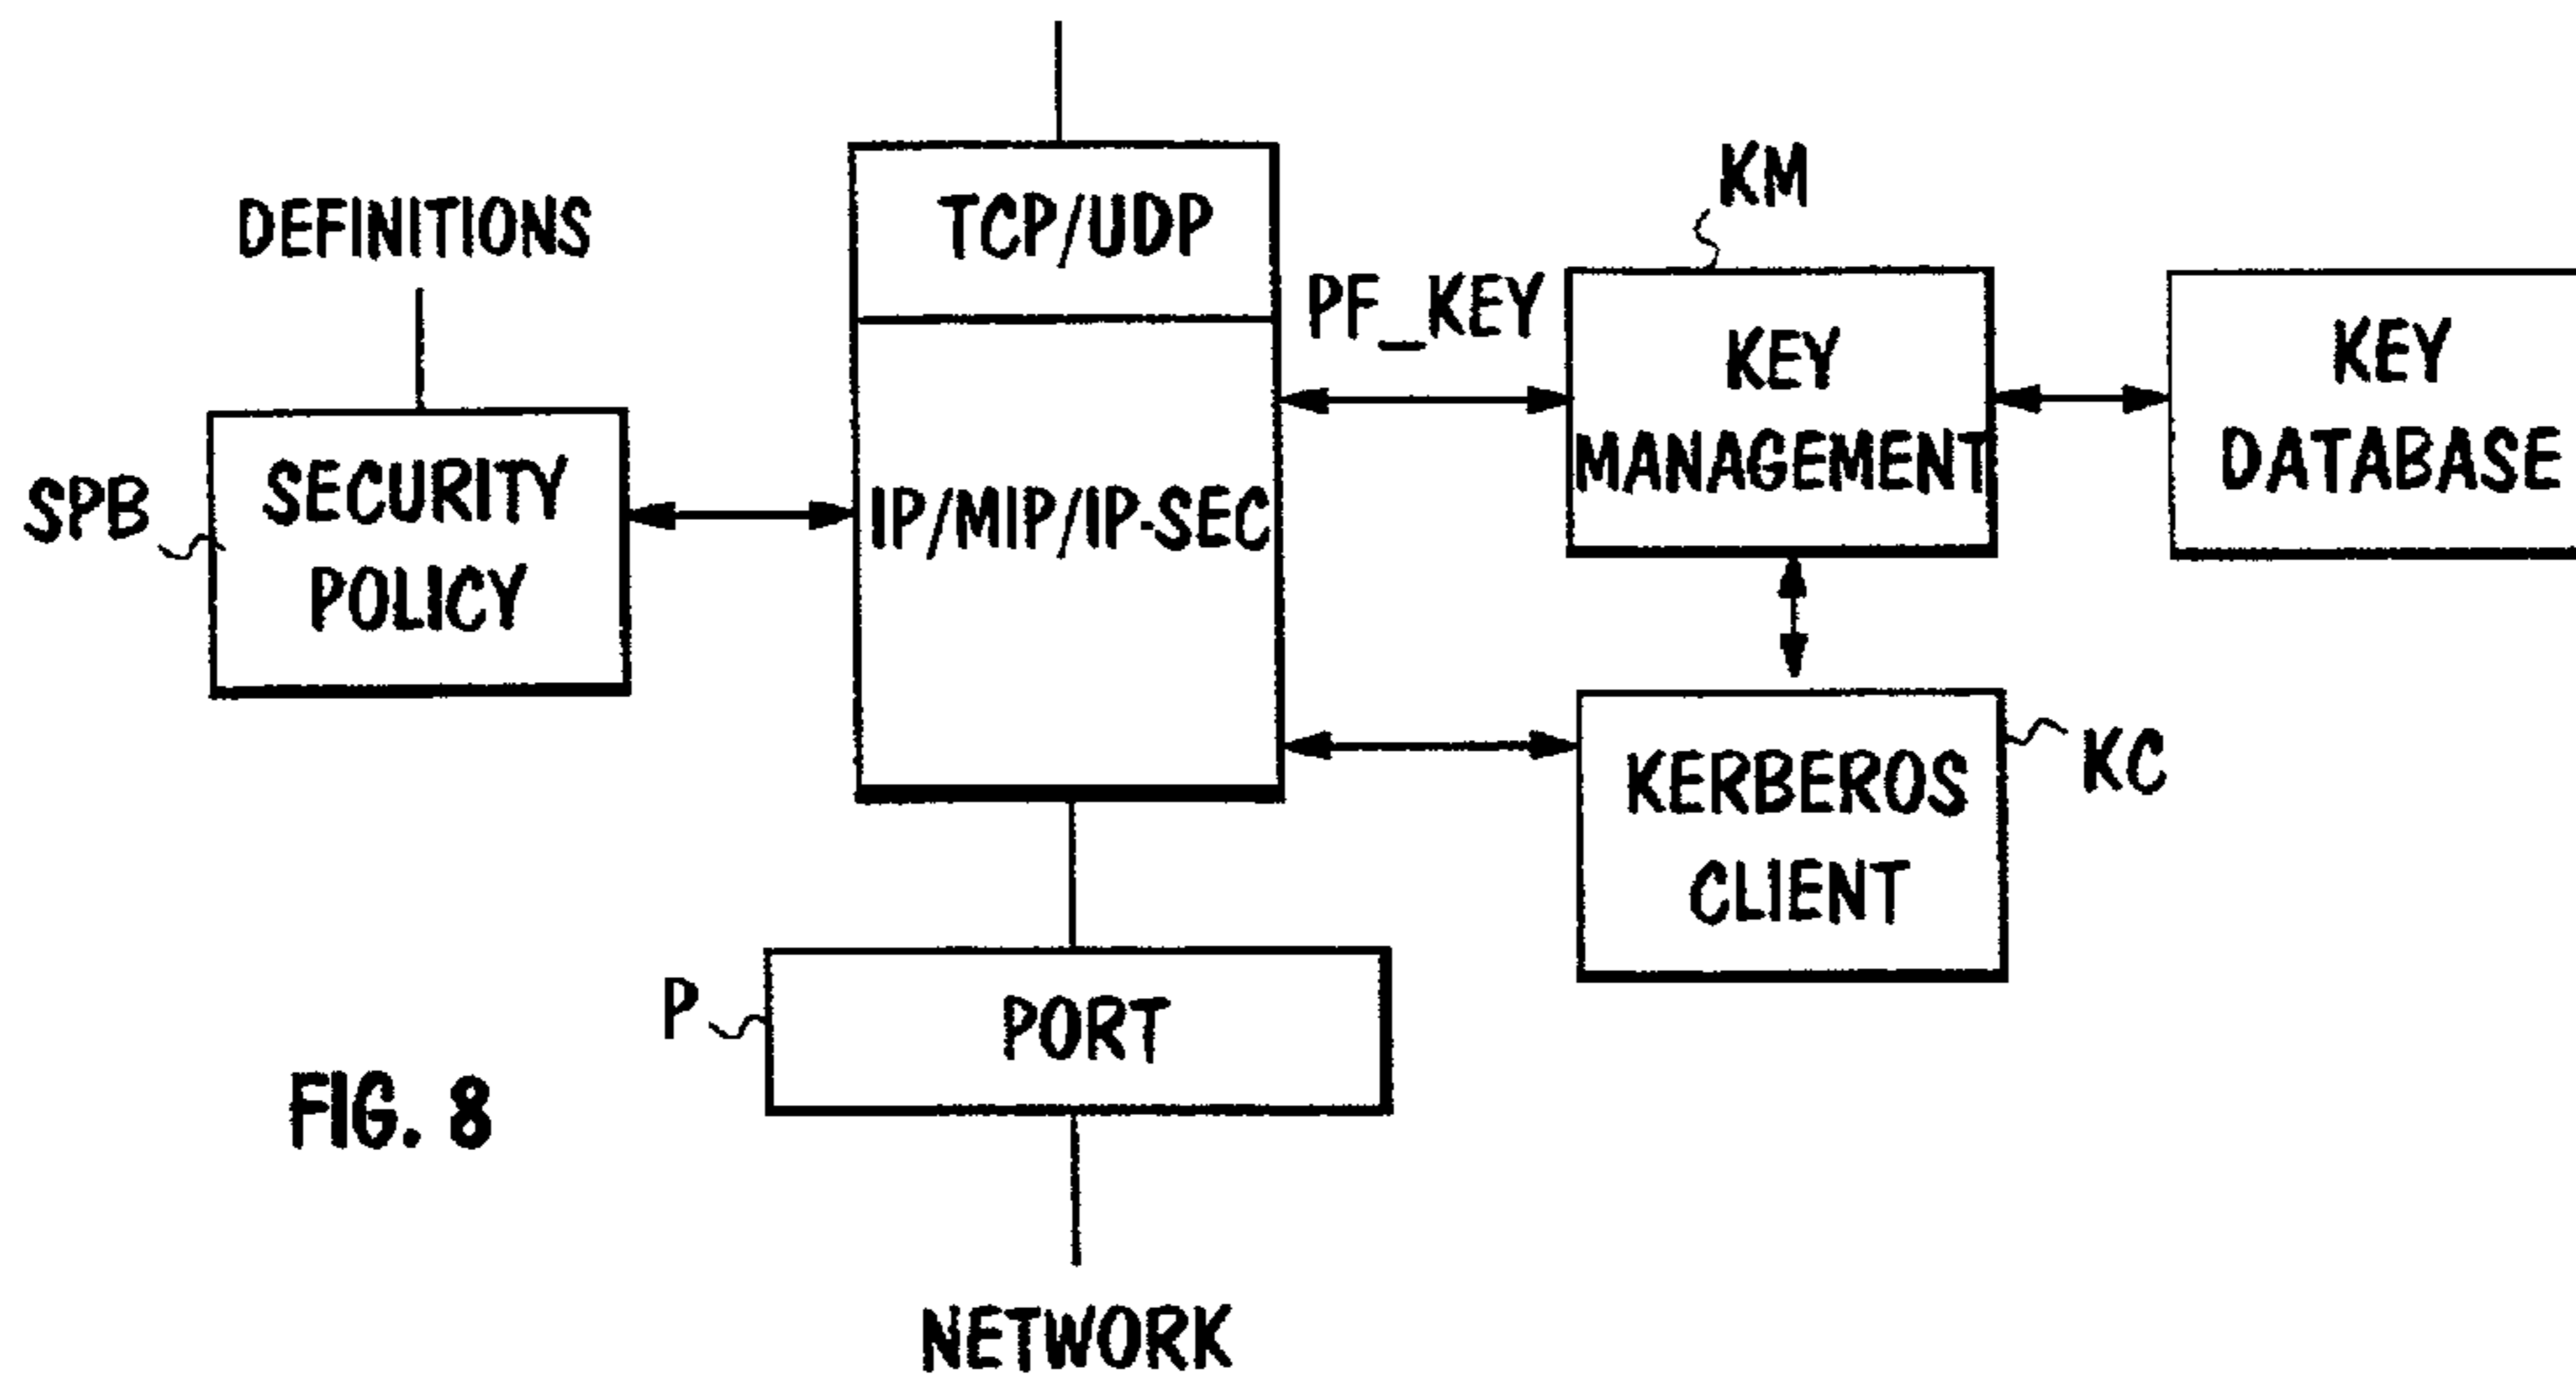 DEFINITIONS
TCP/UDP
KM
PF_KEY
KEY
MANAGEMENT
KEY
DATABASE
SPB
SECURITY
POLICY
IP/MIP/IP-SEC
KERBEROS
CLIENT
KC
P
PORT
FIG. 8
NETWORK